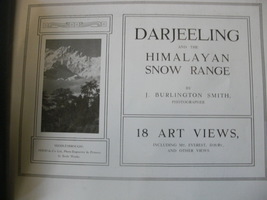 DARJEELING
AND THE
HIMALAYAN
SNOW RANGE
BY
J. BURLINGTON SMITH,
PHOTOGRAPHER
18 ART VIEWS,
INCLUDING MT. EVEREST, TOURS,
AND OTHER VIEWS